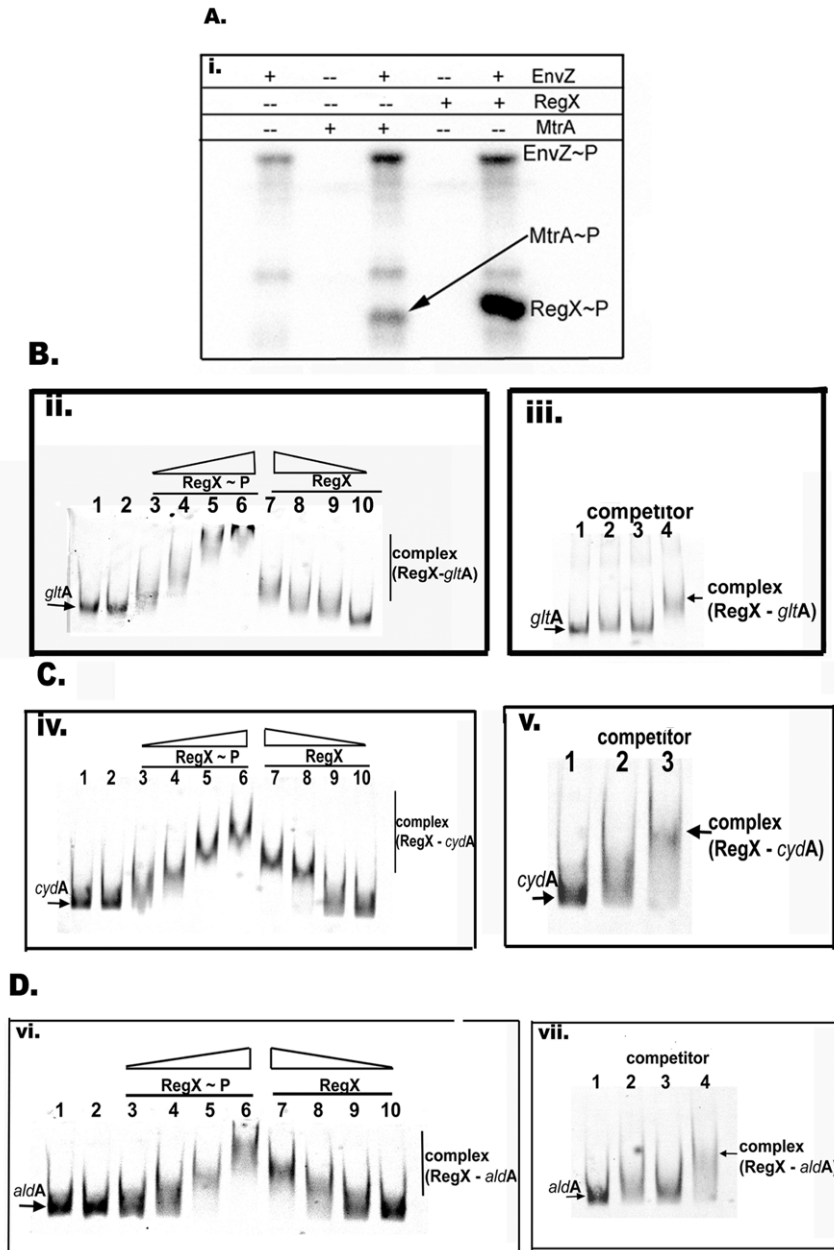 A.
i.
+ -- + -- + EnvZ
-- -- -- + + RegX
-- + + -- -- MtrA
EnvZ~P
MtrA~P
RegX~P
B.
ii.
RegX ~ P RegX
1 2 3 4 5 6 7 8 9 10
gltA
complex
(RegX-gltA)
iii.
competitor
1 2 3 4
gltA
complex
(RegX - gltA)
C.
iv.
RegX ~ P RegX
1 2 3 4 5 6 7 8 9 10
cydA
complex
(RegX - cydA
v.
competitor
1 2 3
cydA
complex
(RegX - cydA)
D.
vi.
RegX ~ P RegX
1 2 3 4 5 6 7 8 9 10
aldA
complex
(RegX - aldA
vii.
competitor
1 2 3 4
aldA
complex
(RegX - aldA)